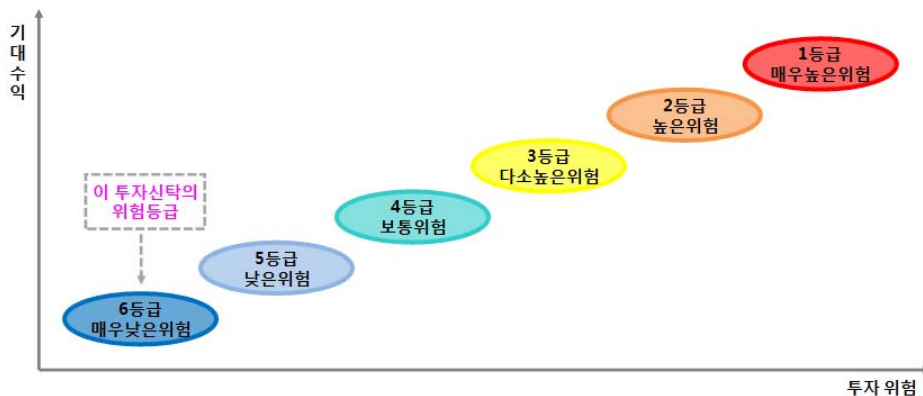 기대수익
1등급
매우높은위험
2등급
높은위험
3등급
다소높은위험
이 투자신탁의
위험등급
4등급
보통위험
5등급
낮은위험
6등급
매우낮은위험
투자 위험